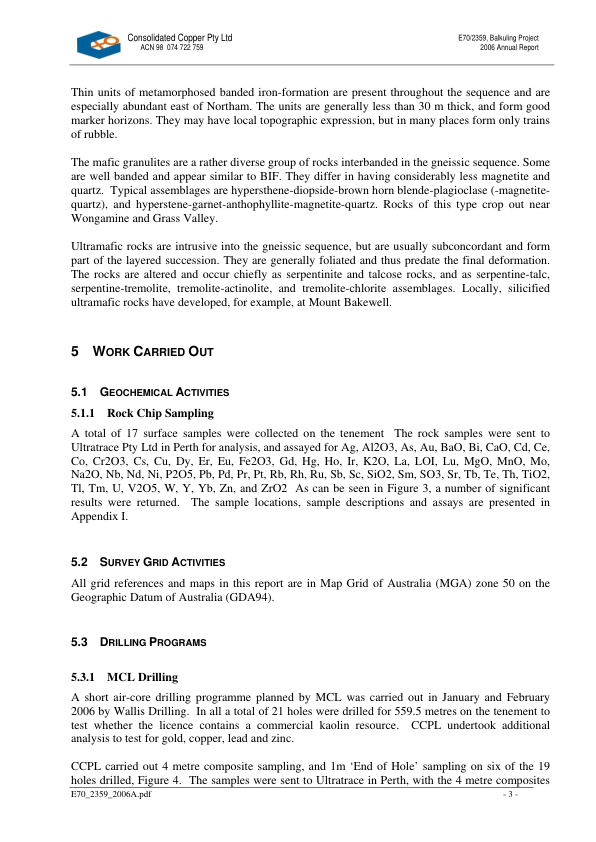 Consolidated Copper Pty Ltd
ACN 98 074 722 759
E70/2359, Balkuling Project
2006 Annual Report
Thin units of metamorphosed banded iron-formation are present throughout the sequence and are
especially abundant east of Northam. The units are generally less than 30 m thick, and form good
marker horizons. They may have local topographic expression, but in many places form only trains
of rubble.
The mafic granulites are a rather diverse group of rocks interbanded in the gneissic sequence. Some
are well banded and appear similar to BIF. They differ in having considerably less magnetite and
quartz. Typical assemblages are hypersthene-diopside-brown horn blende-plagioclase (-magnetite-
quartz), and hyperstene-garnet-anthophyllite-magnetite-quartz. Rocks of this type crop out near
Wongamine and Grass Valley.
Ultramafic rocks are intrusive into the gneissic sequence, but are usually subconcordant and form
part of the layered succession. They are generally foliated and thus predate the final deformation.
The rocks are altered and occur chiefly as serpentinite and talcose rocks, and as serpentine-talc,
serpentine-tremolite, tremolite-actinolite, and tremolite-chlorite assemblages. Locally, silicified
ultramafic rocks have developed, for example, at Mount Bakewell.
5 WORK CARRIED OUT
5.1 GEOCHEMICAL ACTIVITIES
5.1.1 Rock Chip Sampling
A total of 17 surface samples were collected on the tenement The rock samples were sent to
Ultratrace Pty Ltd in Perth for analysis, and assayed for Ag, Al2O3, As, Au, BaO, Bi, CaO, Cd, Ce,
Co, Cr2O3, Cs, Cu, Dy, Er, Eu, Fe2O3, Gd, Hg, Ho, Ir, K2O, La, LOI, Lu, MgO, MnO, Mo,
Na2O, Nb, Nd, Ni, P2O5, Pb, Pd, Pr, Pt, Rb, Rh, Ru, Sb, Sc, SiO2, Sm, SO3, Sr, Tb, Te, Th, TiO2,
Tl, Tm, U, V2O5, W, Y, Yb, Zn, and ZrO2 As can be seen in Figure 3, a number of significant
results were returned. The sample locations, sample descriptions and assays are presented in
Appendix I.
5.2 SURVEY GRID ACTIVITIES
All grid references and maps in this report are in Map Grid of Australia (MGA) zone 50 on the
Geographic Datum of Australia (GDA94).
5.3 DRILLING PROGRAMS
5.3.1 MCL Drilling
A short air-core drilling programme planned by MCL was carried out in January and February
2006 by Wallis Drilling. In all a total of 21 holes were drilled for 559.5 metres on the tenement to
test whether the licence contains a commercial kaolin resource. CCPL undertook additional
analysis to test for gold, copper, lead and zinc.
CCPL carried out 4 metre composite sampling, and 1m ‘End of Hole’ sampling on six of the 19
holes drilled, Figure 4. The samples were sent to Ultratrace in Perth, with the 4 metre composites
E70_2359_2006A.pdf
- 3 -